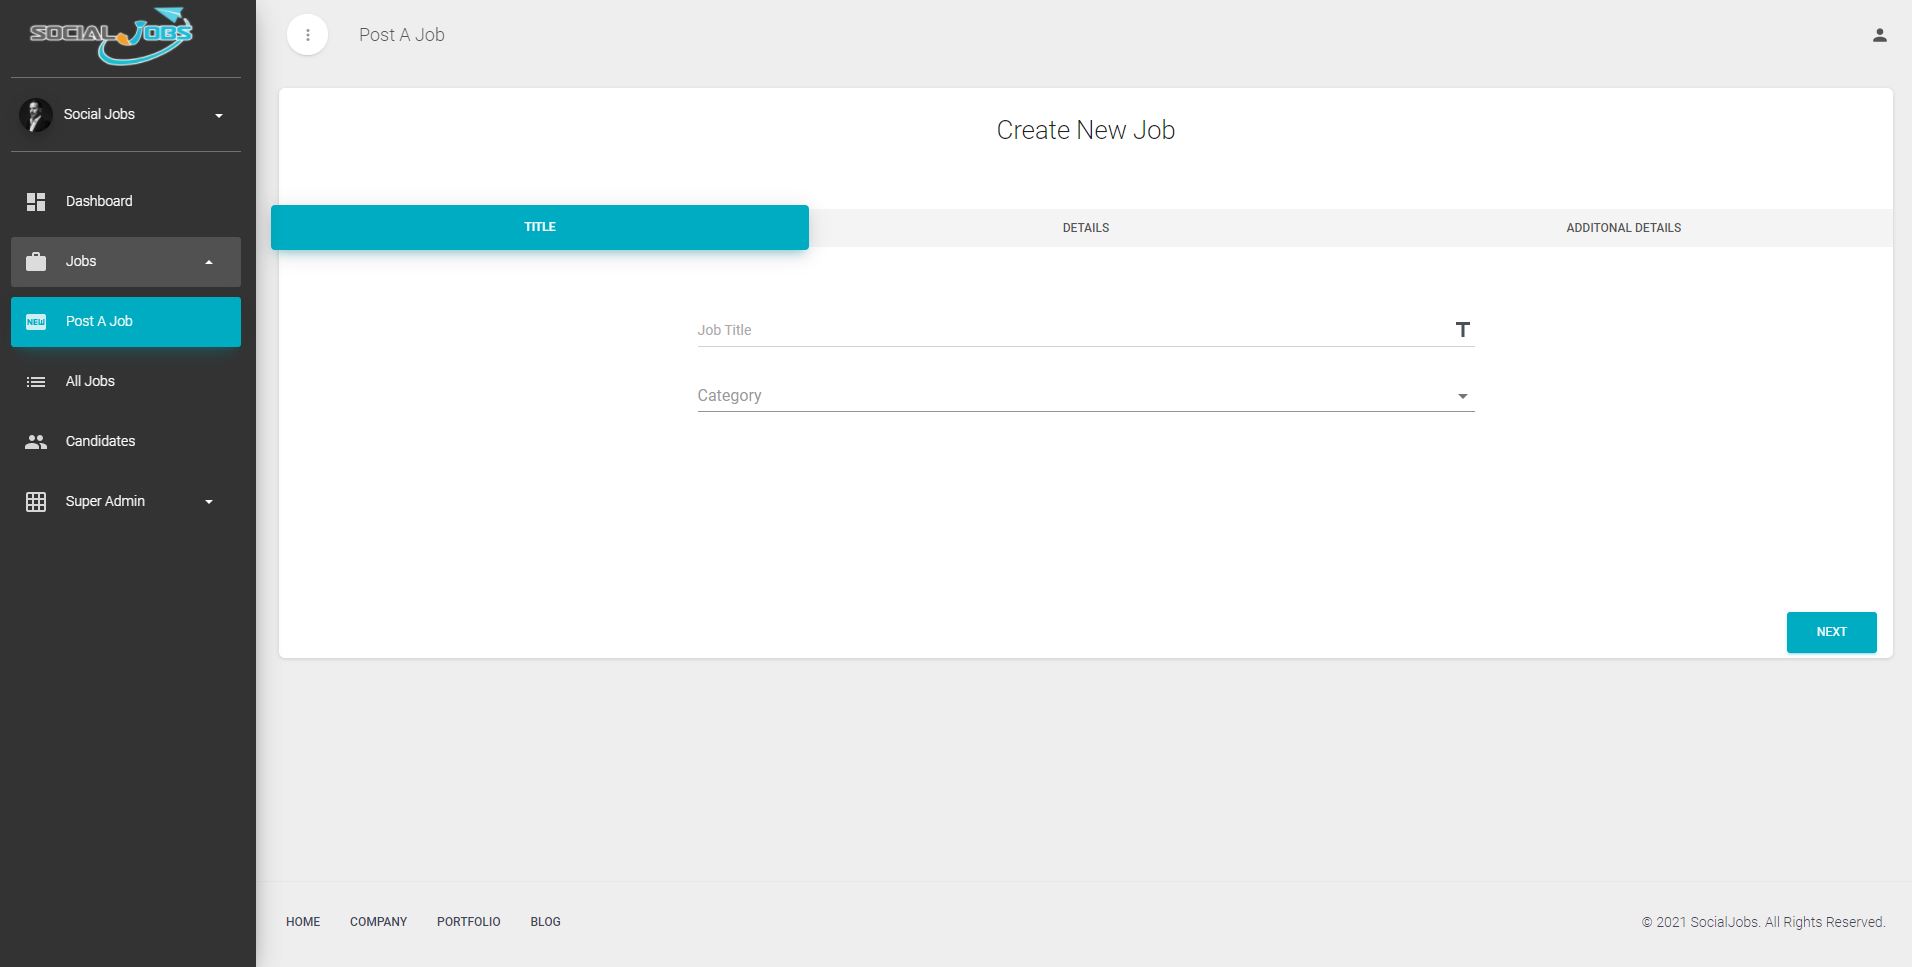 SOCIAL JOBS
Social Jobs
Dashboard
Jobs
NEW Post A Job
All Jobs
Candidates
Super Admin
Post A Job
Create New Job
TITLE DETAILS ADDITONAL DETAILS
Job Title
Category
NEXT
HOME COMPANY PORTFOLIO BLOG
© 2021 SocialJobs. All Rights Reserved.